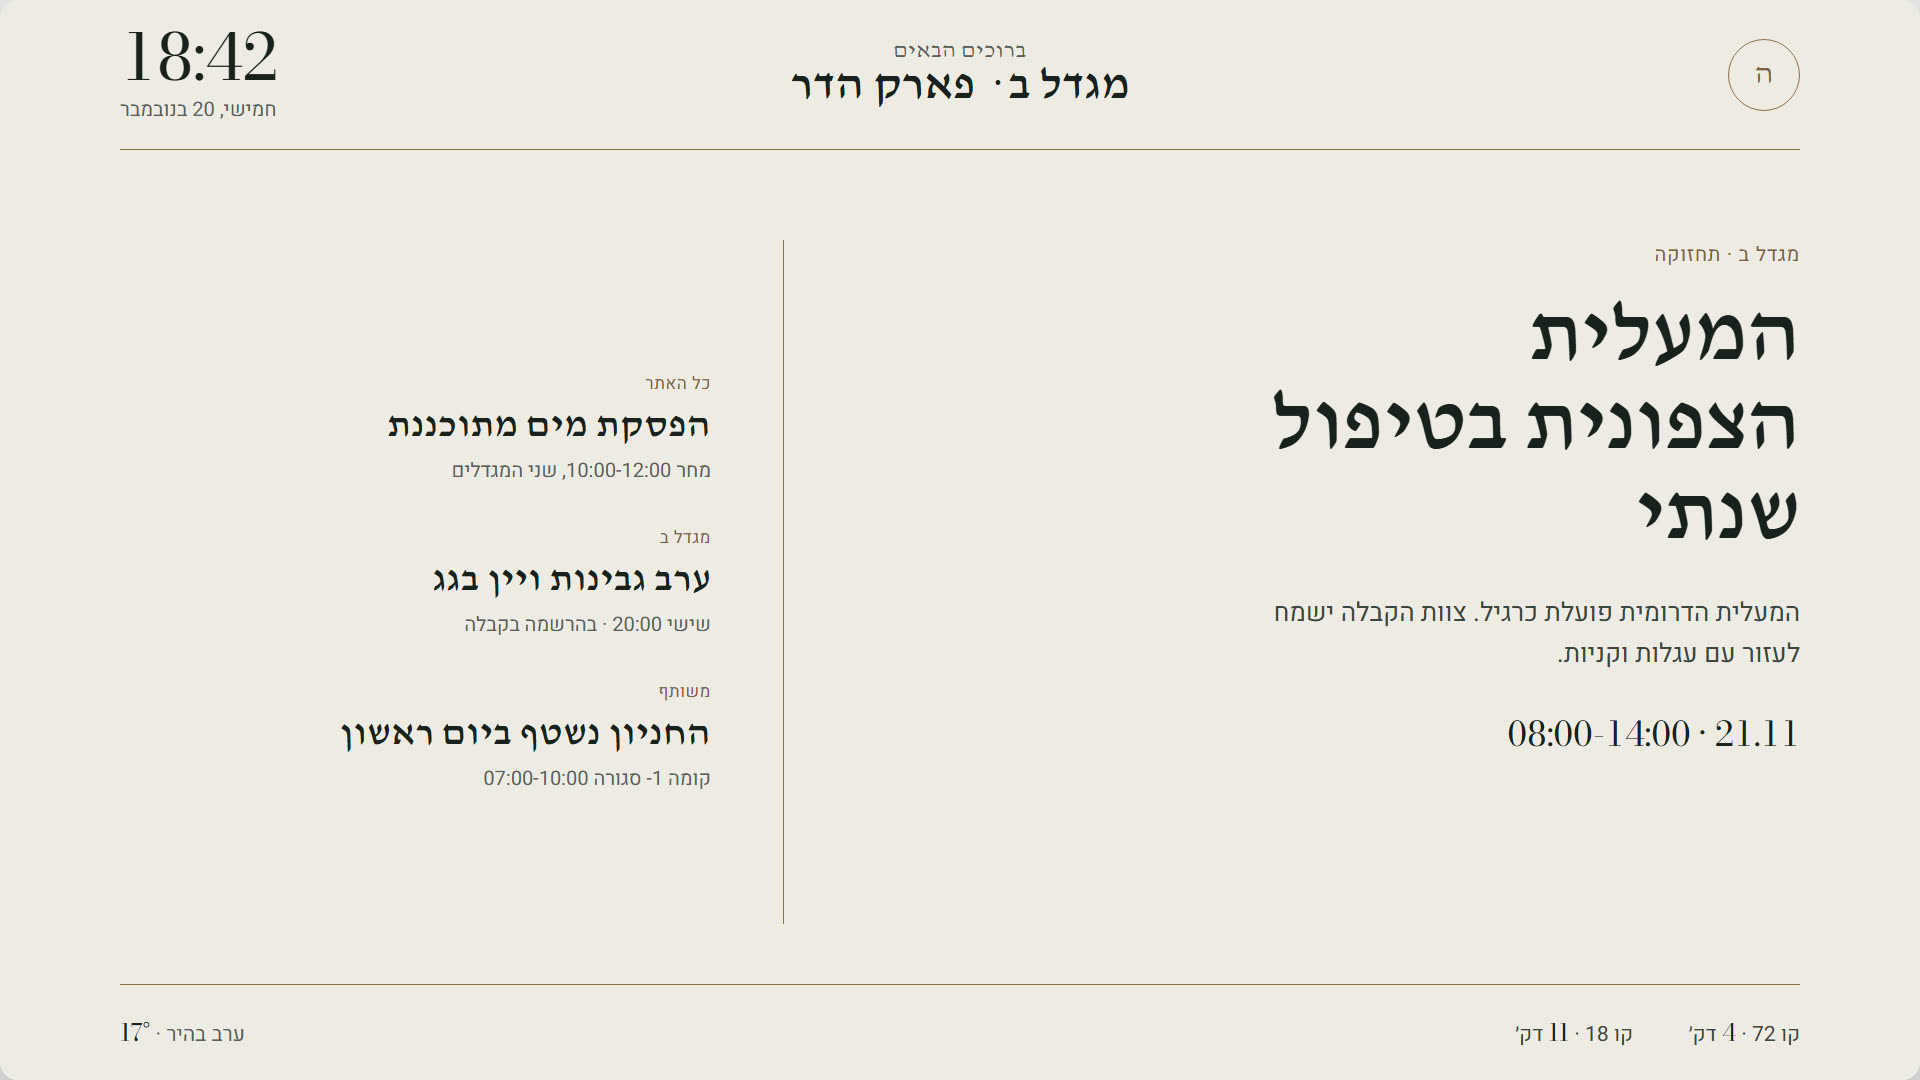 ה
ברוכים הבאים
מגדל ב · פארק הדר
18:42
חמישי, 20 בנובמבר
מגדל ב · תחזוקה
המעלית
הצפונית בטיפול
שנתי
המעלית הדרומית פועלת כרגיל. צוות הקבלה ישמח
לעזור עם עגלות וקניות.
21.11 · 08:00-14:00
כל האתר
הפסקת מים מתוכננת
מחר 10:00-12:00, שני המגדלים
מגדל ב
ערב גבינות ויין בגג
שישי 20:00 · בהרשמה בקבלה
משותף
החניון נשטף ביום ראשון
קומה 1- סגורה 07:00-10:00
קו 72 · 4 דק׳
קו 18 · 11 דק׳
ערב בהיר · 17°